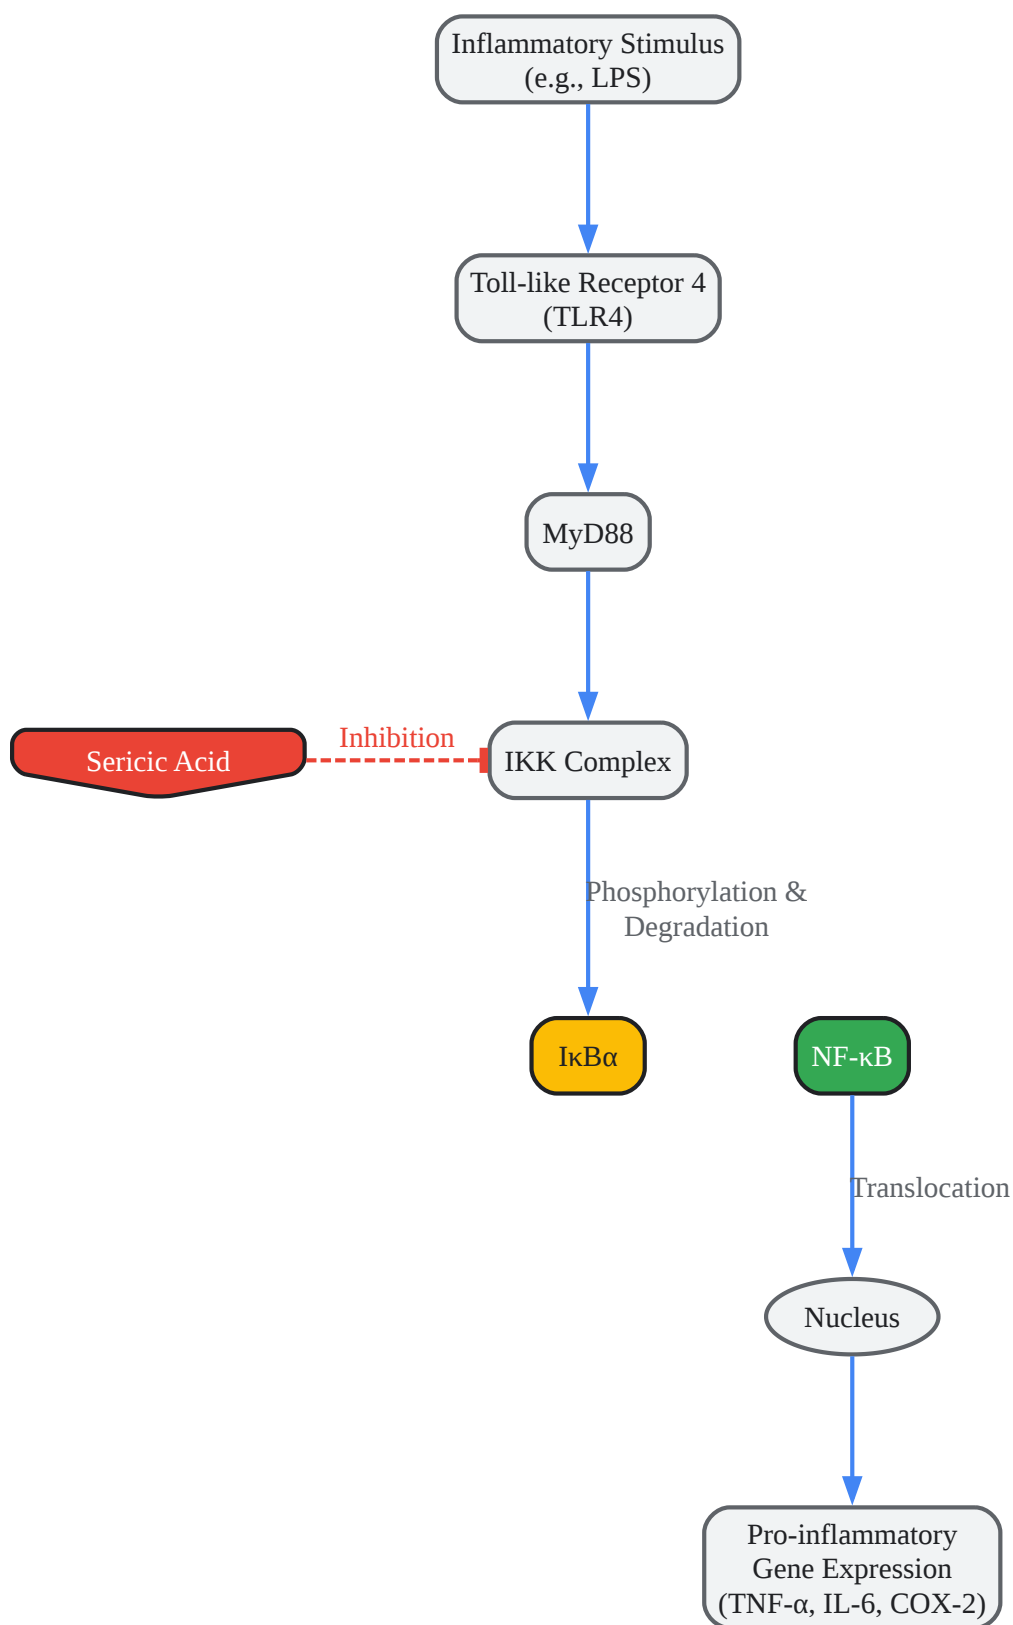 Inflammatory Stimulus
(e.g., LPS)
Toll-like Receptor 4
(TLR4)
MyD88
Sericic Acid
Inhibition
IKK Complex
Phosphorylation &
Degradation
IκBα
NF-κB
Translocation
Nucleus
Pro-inflammatory
Gene Expression
(TNF-α, IL-6, COX-2)